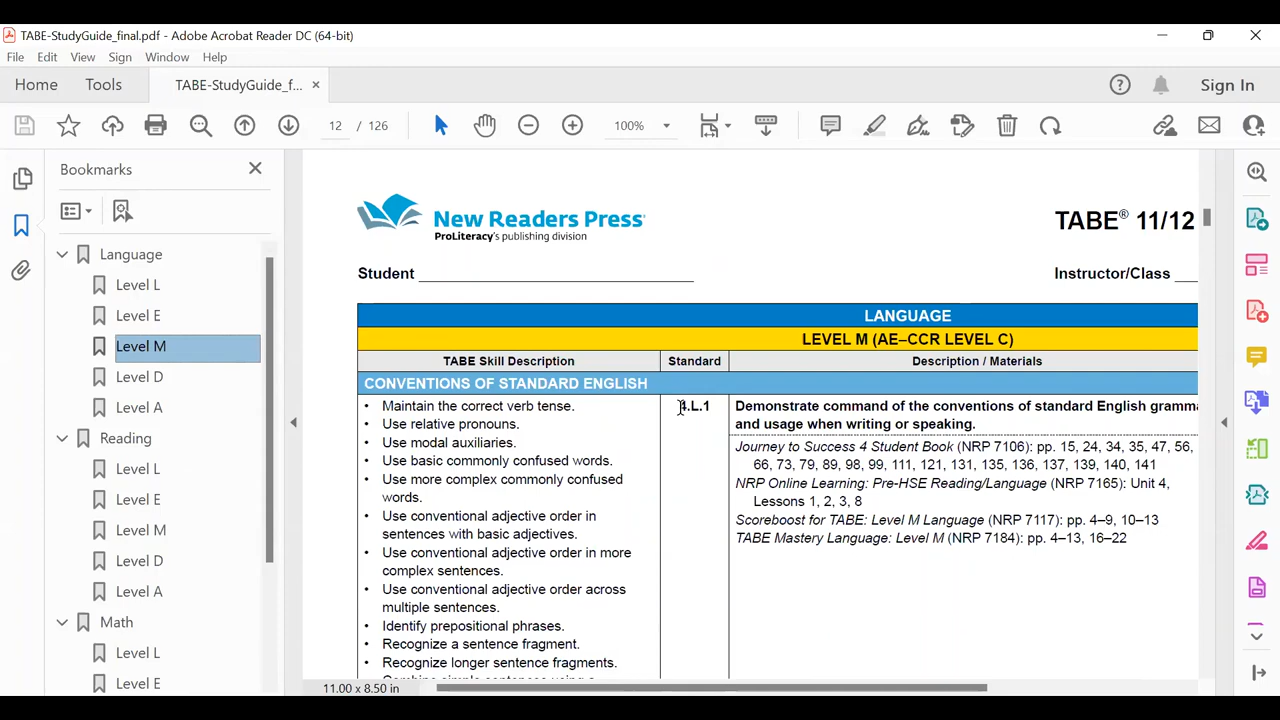 TABE-StudyGuide_final.pdf - Adobe Acrobat Reader DC (64-bit)
File Edit View Sign Window Help
Home Tools TABE-StudyGuide_f... × Sign In
12 / 126 100%
Bookmarks
Language
Level L
Level E
Level M
Level D
Level A
Reading
Level L
Level E
Level M
Level D
Level A
Math
Level L
Level E
New Readers Press
ProLiteracy's publishing division
TABE® 11/12
Student ____________________
Instructor/Class ___
LANGUAGE
LEVEL M (AE–CCR LEVEL C)
TABE Skill Description Standard Description / Materials
CONVENTIONS OF STANDARD ENGLISH
• Maintain the correct verb tense.
• Use relative pronouns.
• Use modal auxiliaries.
• Use basic commonly confused words.
• Use more complex commonly confused
words.
• Use conventional adjective order in
sentences with basic adjectives.
• Use conventional adjective order in more
complex sentences.
• Use conventional adjective order across
multiple sentences.
• Identify prepositional phrases.
• Recognize a sentence fragment.
• Recognize longer sentence fragments.
4.L.1
Demonstrate command of the conventions of standard English gramma
and usage when writing or speaking.
Journey to Success 4 Student Book (NRP 7106): pp. 15, 24, 34, 35, 47, 56,
66, 73, 79, 89, 98, 99, 111, 121, 131, 135, 136, 137, 139, 140, 141
NRP Online Learning: Pre-HSE Reading/Language (NRP 7165): Unit 4,
Lessons 1, 2, 3, 8
Scoreboost for TABE: Level M Language (NRP 7117): pp. 4–9, 10–13
TABE Mastery Language: Level M (NRP 7184): pp. 4–13, 16–22
11.00 x 8.50 in